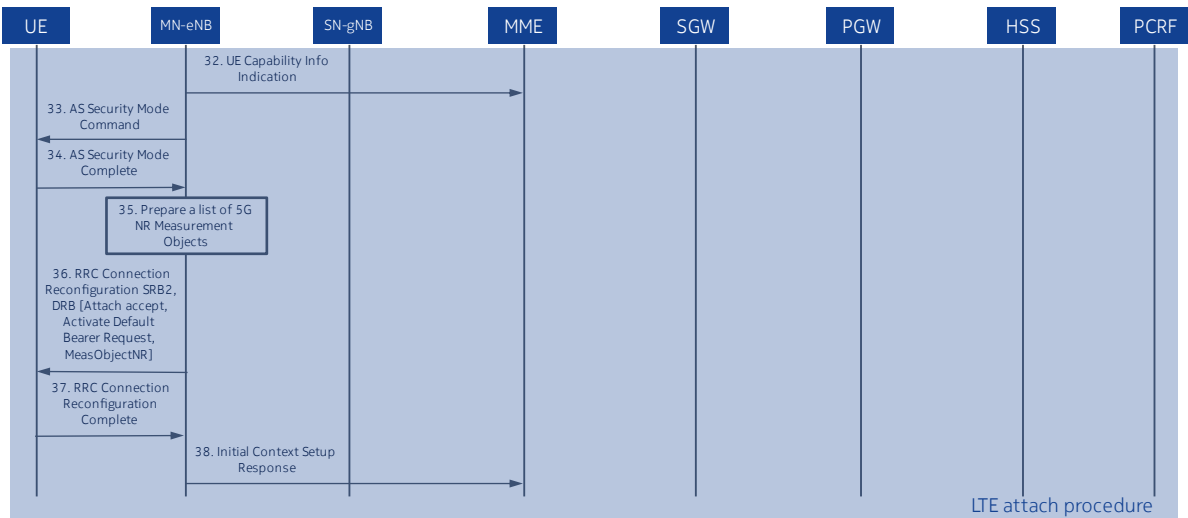 UE
MN-eNB
SN-gNB
MME
SGW
PGW
HSS
PCRF
32. UE Capability Info
Indication
33. AS Security Mode
Command
34. AS Security Mode
Complete
35. Prepare a list of 5G
NR Measurement
Objects
36. RRC Connection
Reconfiguration SRB2,
DRB [Attach accept,
Activate Default
Bearer Request,
MeasObjectNR]
37. RRC Connection
Reconfiguration
Complete
38. Initial Context Setup
Response
LTE attach procedure